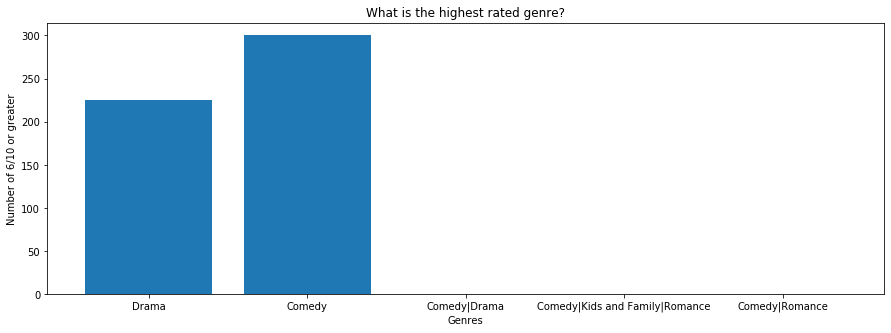 What is the highest rated genre?
Number of 6/10 or greater
300
250
200
150
100
50
0
Drama Comedy Comedy|Drama Comedy|Kids and Family|Romance Comedy|Romance
Genres